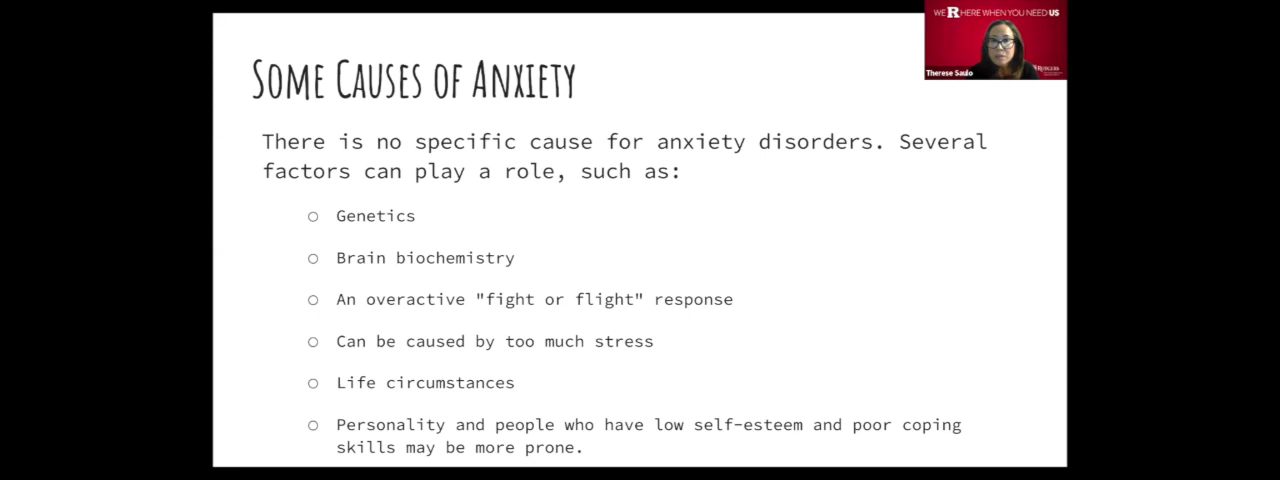 WE R HERE WHEN YOU NEED US
Therese Saulo
RUTGERS
SOME CAUSES OF ANXIETY
There is no specific cause for anxiety disorders. Several
factors can play a role, such as:
○ Genetics
○ Brain biochemistry
○ An overactive "fight or flight" response
○ Can be caused by too much stress
○ Life circumstances
○ Personality and people who have low self-esteem and poor coping
skills may be more prone.